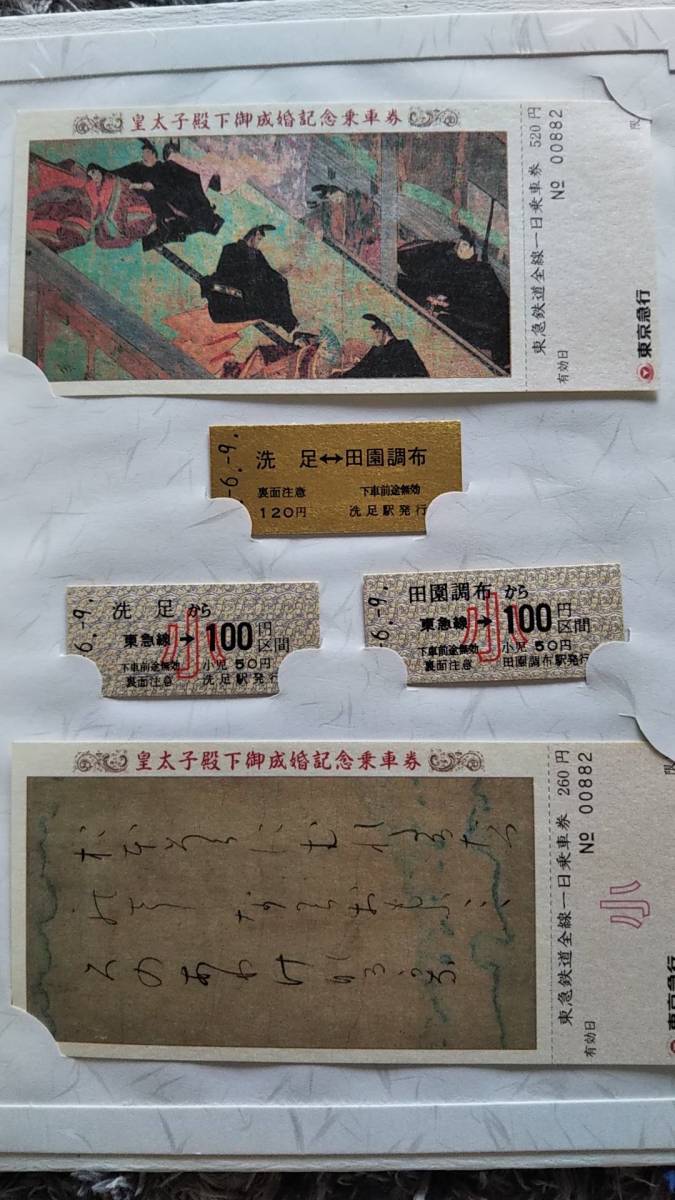 皇太子殿下御成婚記念乗車券
東急鉄道全線一日乗車券 520円
№ 00882
有効日
東京急行
-6.-9.
洗足↔田園調布
裏面注意 下車前途無効
120円 洗足駅発行
6.-9.
洗足から
東急線→100円区間
小
下車前途無効 小児50円
裏面注意 洗足駅発行
-6.-9.
田園調布から
東急線→100円区間
小
下車前途無効 小児50円
裏面注意 田園調布駅発行
皇太子殿下御成婚記念乗車券
東急鉄道全線一日乗車券 260円
№ 00882
小
有効日
東京急行